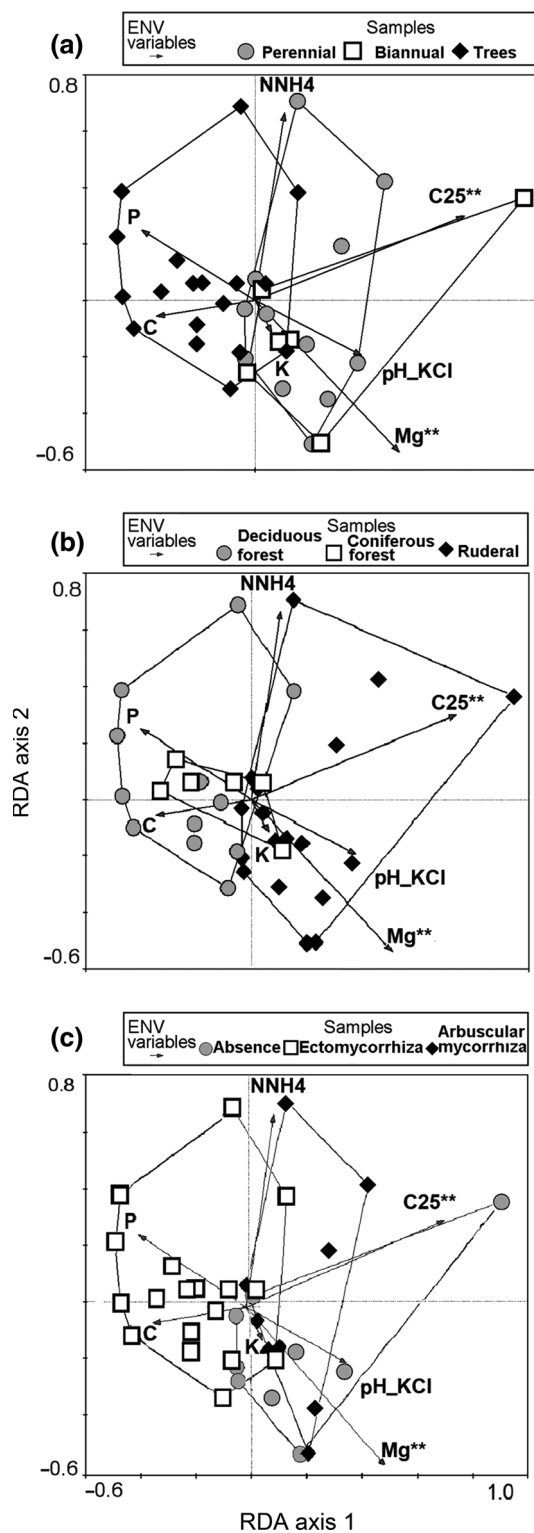 (a)
ENV variables Samples
Perennial Biannual Trees
0.8
NNH4
C25**
P
C
K
pH_KCl
Mg**
−0.6
(b)
ENV variables Samples
Deciduous forest Coniferous forest Ruderal
0.8
NNH4
C25**
P
C
K
pH_KCl
Mg**
−0.6
RDA axis 2
(c)
ENV variables Samples
Absence Ectomycorrhiza Arbuscular mycorrhiza
0.8
NNH4
C25**
P
C
K
pH_KCl
Mg**
−0.6
−0.6 1.0
RDA axis 1